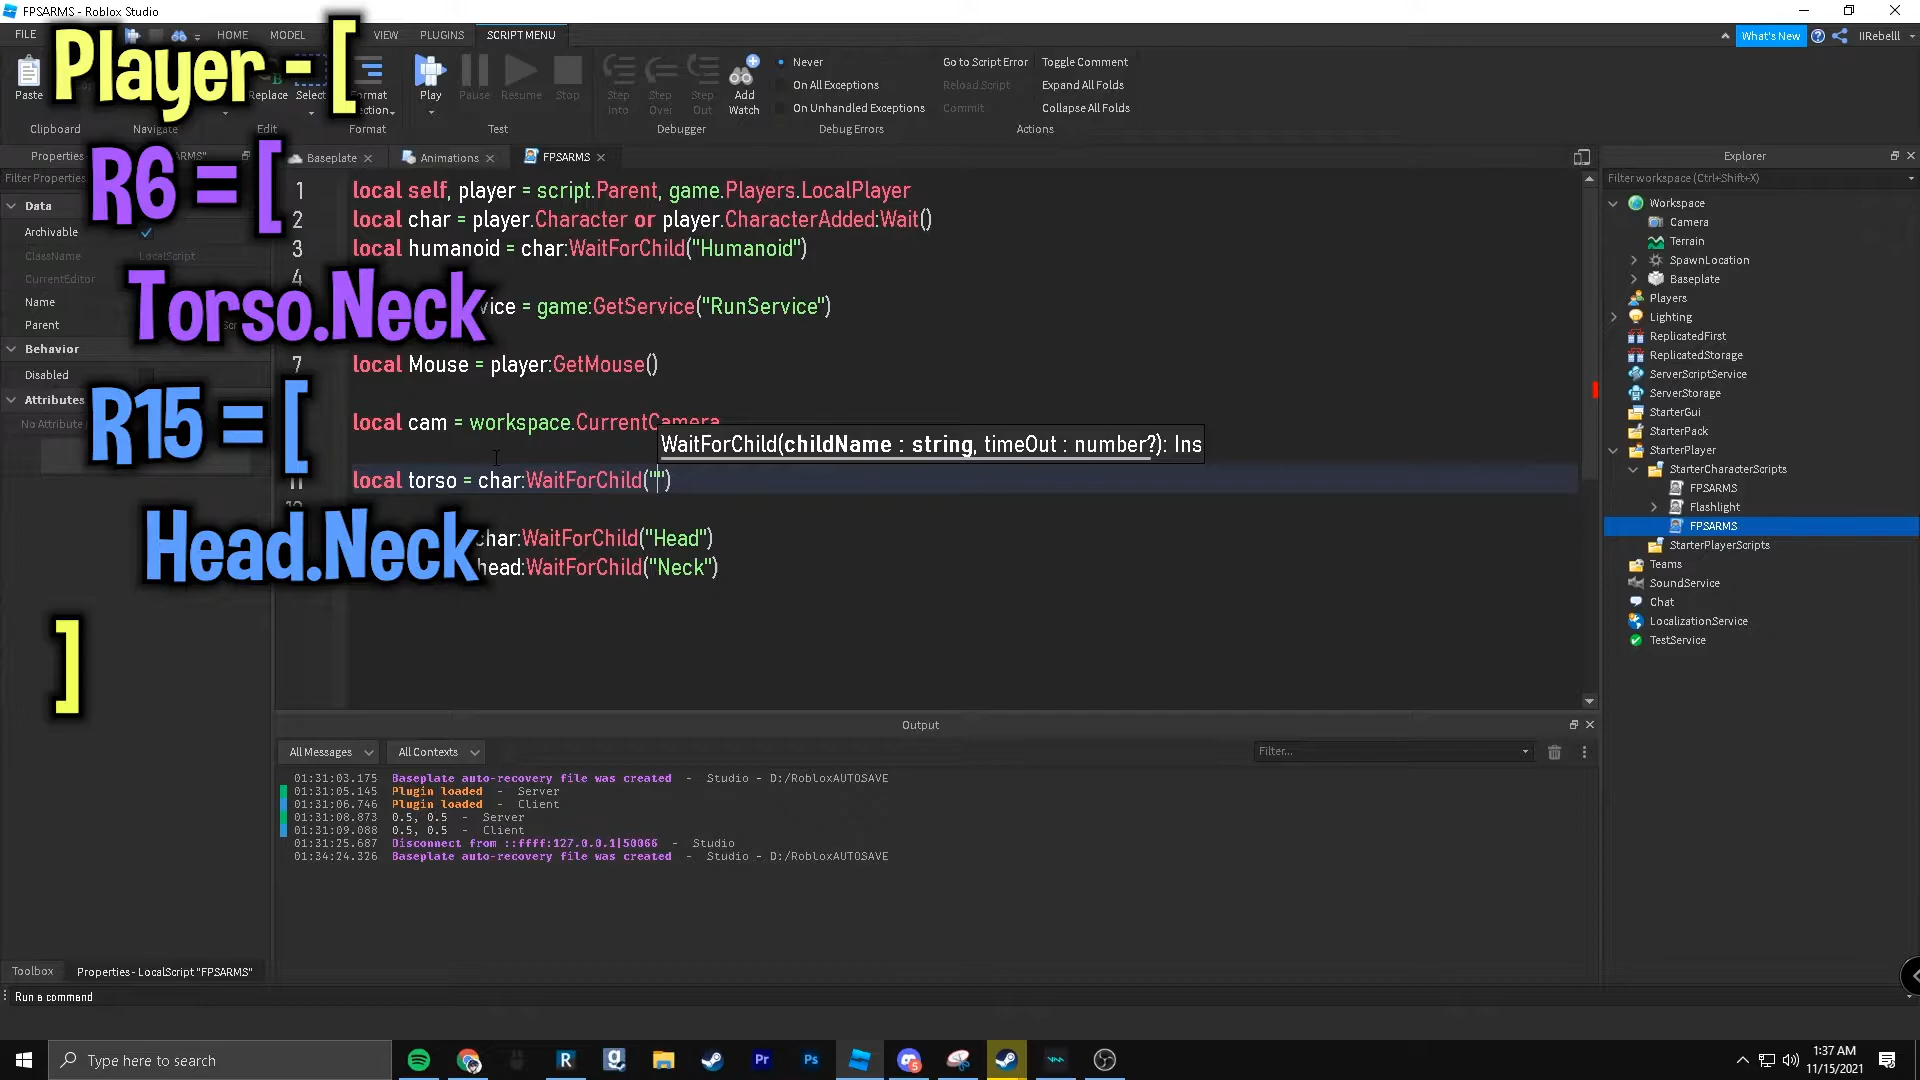 FPSARMS - Roblox Studio
FILE
HOME
MODEL
VIEW
PLUGINS
SCRIPT MENU
What's New
IIRebelll
Paste
Replace
Select
Format
Play
Pause
Resume
Stop
Step Into
Step Over
Step Out
Add Watch
Never
On All Exceptions
On Unhandled Exceptions
Go to Script Error
Reload Script
Commit
Toggle Comment
Expand All Folds
Collapse All Folds
Clipboard
Navigate
Edit
Format
Test
Debugger
Debug Errors
Actions
Player - [
R6 = [
Torso.Neck
R15 = [
Head.Neck
]
Properties
Filter Properties
Data
Archivable
ClassName
LocalScript
CurrentEditor
Name
Parent
Behavior
Disabled
Attributes
No Attribute
Baseplate
Animations
FPSARMS
1 local self, player = script.Parent, game.Players.LocalPlayer
2 local char = player.Character or player.CharacterAdded:Wait()
3 local humanoid = char:WaitForChild("Humanoid")
4
vice = game:GetService("RunService")
7 local Mouse = player:GetMouse()
local cam = workspace.CurrentCamera
WaitForChild(childName : string, timeOut : number?): Ins
11 local torso = char:WaitForChild("")
char:WaitForChild("Head")
head:WaitForChild("Neck")
Explorer
Filter workspace (Ctrl+Shift+X)
Workspace
Camera
Terrain
SpawnLocation
Baseplate
Players
Lighting
ReplicatedFirst
ReplicatedStorage
ServerScriptService
ServerStorage
StarterGui
StarterPack
StarterPlayer
StarterCharacterScripts
FPSARMS
Flashlight
FPSARMS
StarterPlayerScripts
Teams
SoundService
Chat
LocalizationService
TestService
Output
All Messages
All Contexts
Filter...
01:31:03.175 Baseplate auto-recovery file was created - Studio - D:/RobloxAUTOSAVE
01:31:05.145 Plugin loaded - Server
01:31:06.746 Plugin loaded - Client
01:31:08.873 0.5, 0.5 - Server
01:31:09.088 0.5, 0.5 - Client
01:31:25.687 Disconnect from ::ffff:127.0.0.1|50066 - Studio
01:34:24.326 Baseplate auto-recovery file was created - Studio - D:/RobloxAUTOSAVE
Toolbox
Properties - LocalScript "FPSARMS"
Run a command
Type here to search
1:37 AM
11/15/2021